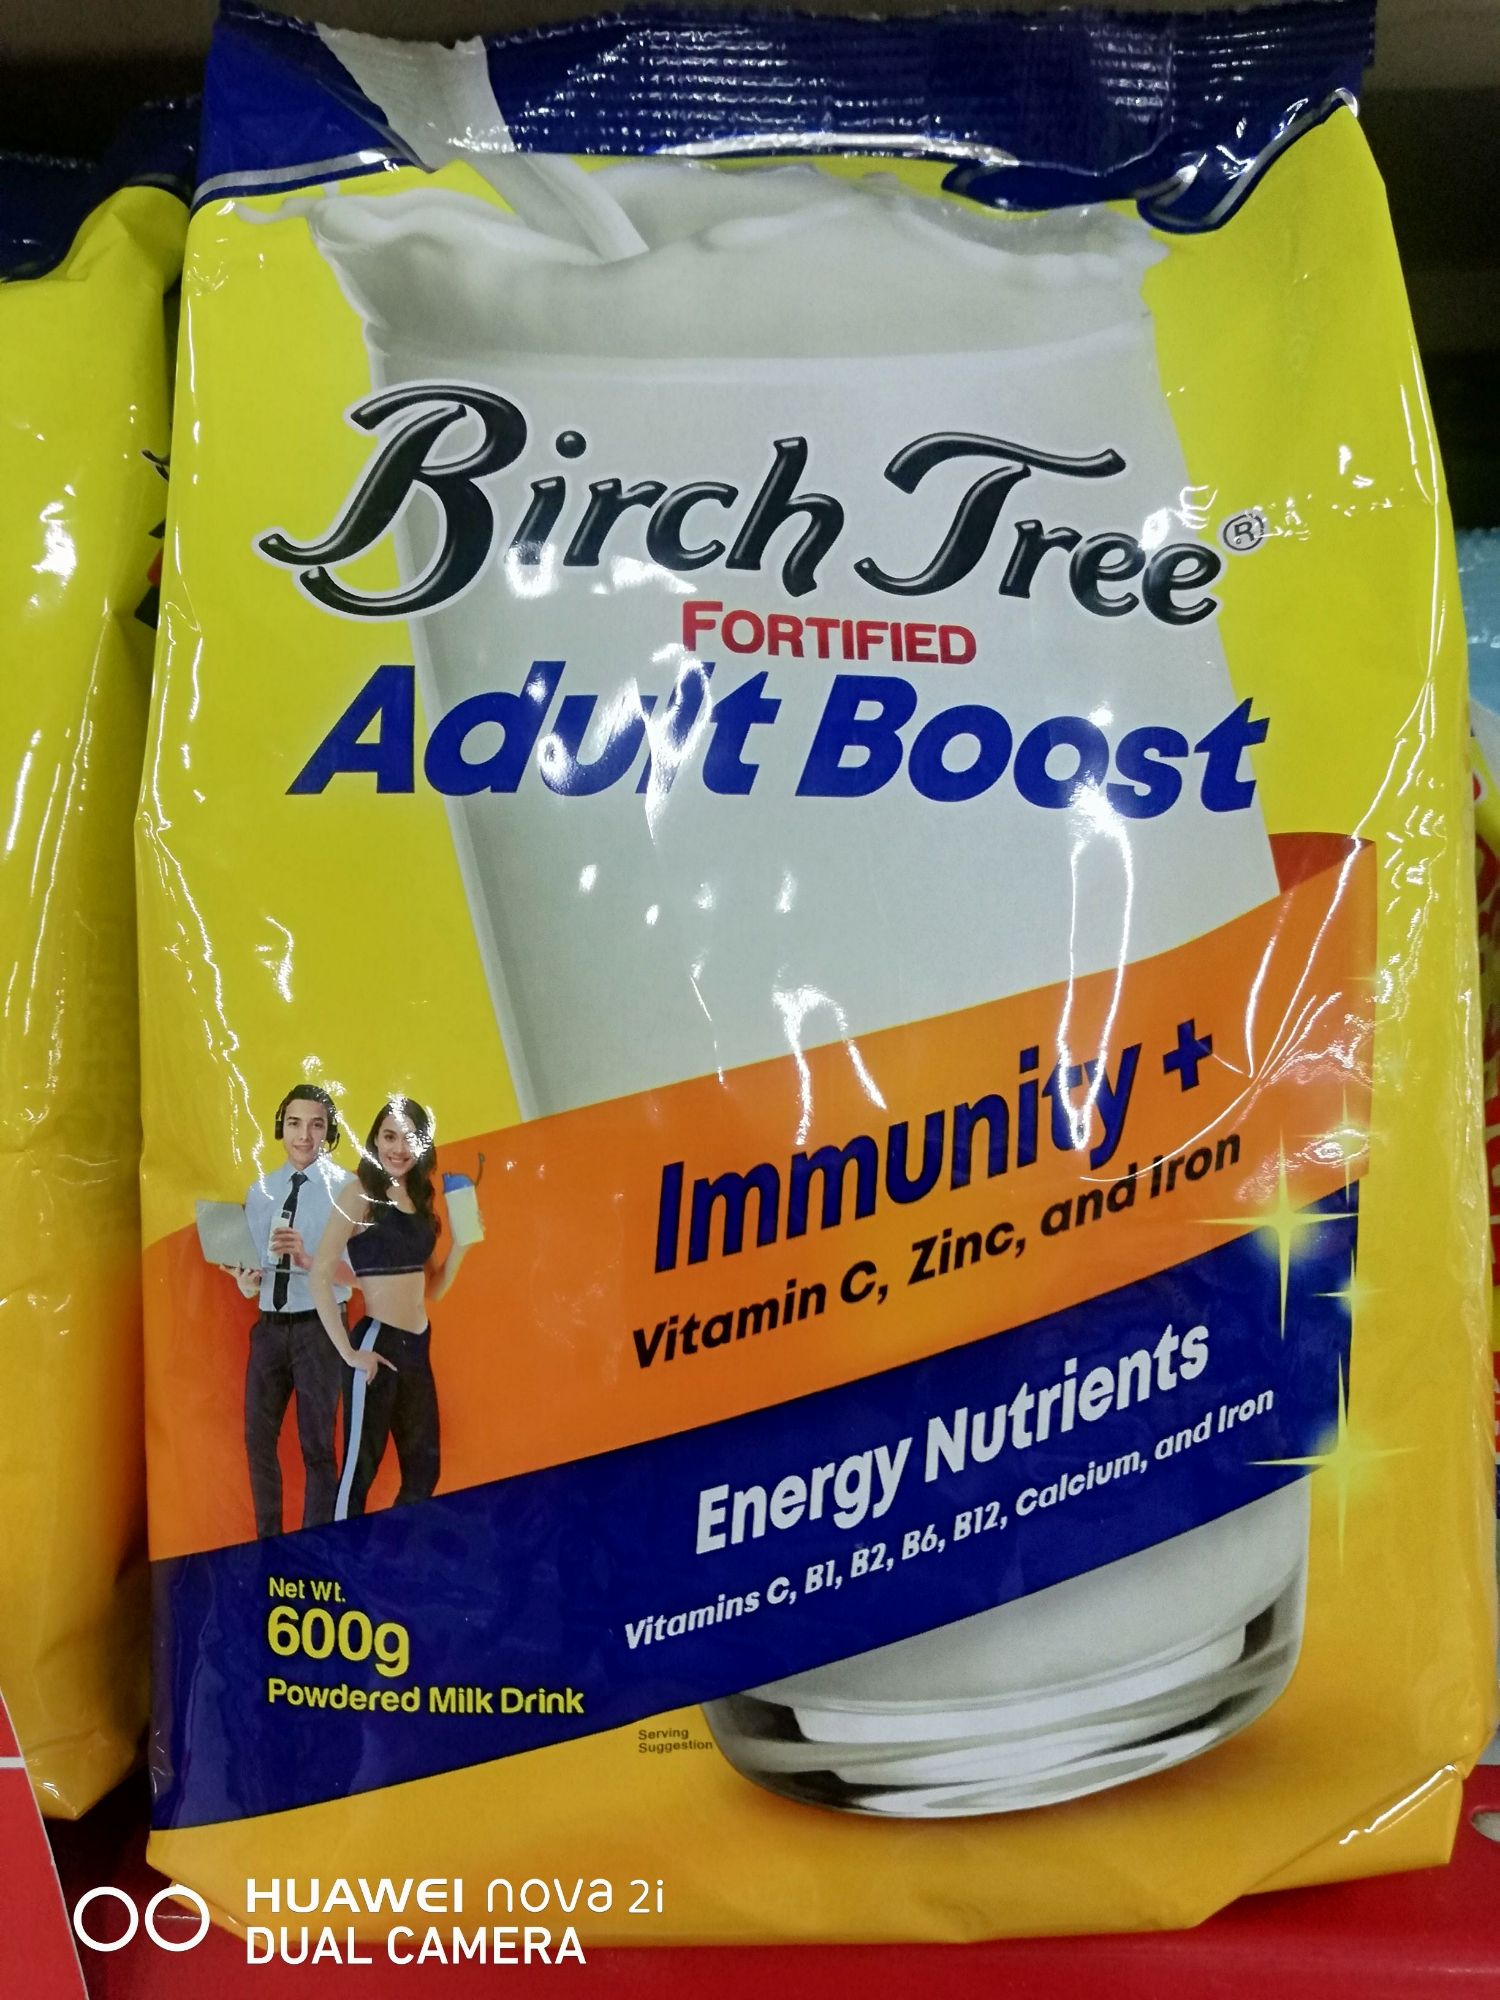 Birch Tree®
FORTIFIED
Adult Boost
Immunity +
Vitamin C, Zinc, and Iron
Energy Nutrients
Vitamins C, B1, B2, B6, B12, Calcium, and Iron
Net Wt.
600g
Powdered Milk Drink
Serving
Suggestion
HUAWEI nova 2i
DUAL CAMERA